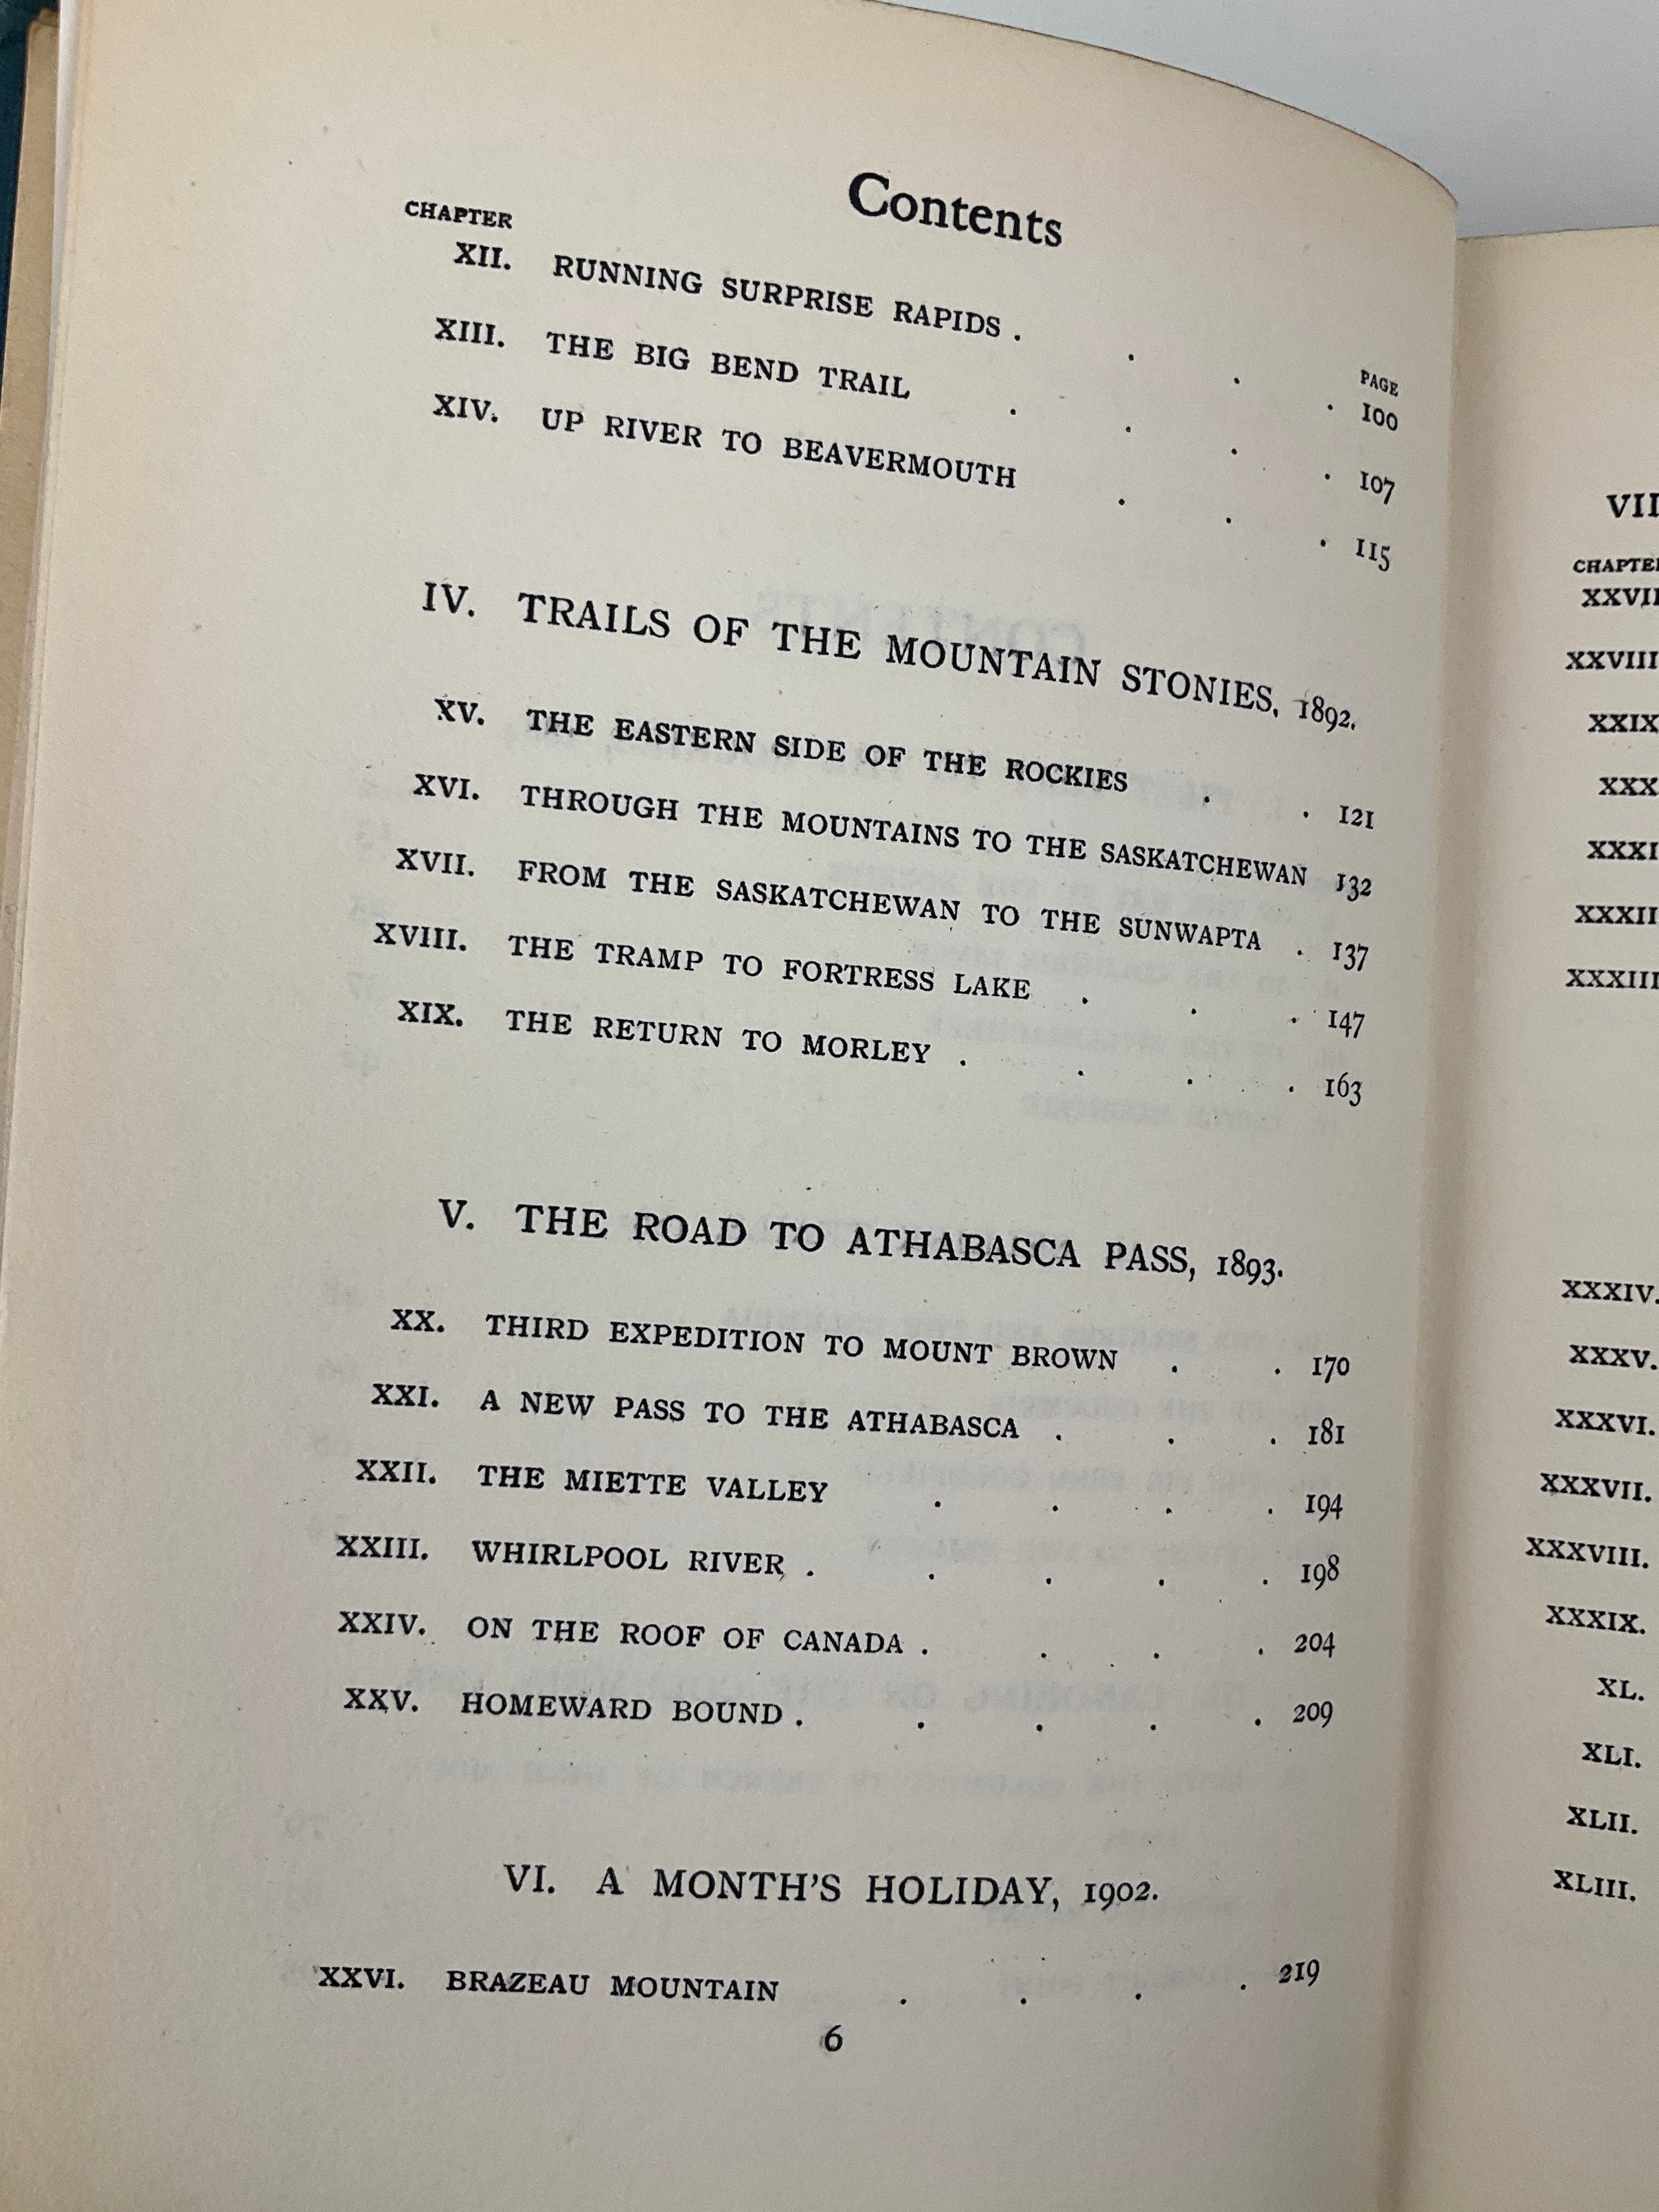 Contents
CHAPTER PAGE
XII. RUNNING SURPRISE RAPIDS . . . . 100
XIII. THE BIG BEND TRAIL . . . . 107
XIV. UP RIVER TO BEAVERMOUTH . . . 115
IV. TRAILS OF THE MOUNTAIN STONIES, 1892.
XV. THE EASTERN SIDE OF THE ROCKIES . . 121
XVI. THROUGH THE MOUNTAINS TO THE SASKATCHEWAN 132
XVII. FROM THE SASKATCHEWAN TO THE SUNWAPTA . 137
XVIII. THE TRAMP TO FORTRESS LAKE . . . 147
XIX. THE RETURN TO MORLEY . . . . 163
V. THE ROAD TO ATHABASCA PASS, 1893.
XX. THIRD EXPEDITION TO MOUNT BROWN . . 170
XXI. A NEW PASS TO THE ATHABASCA . . . 181
XXII. THE MIETTE VALLEY . . . . 194
XXIII. WHIRLPOOL RIVER . . . . . 198
XXIV. ON THE ROOF OF CANADA . . . . 204
XXV. HOMEWARD BOUND . . . . . 209
VI. A MONTH'S HOLIDAY, 1902.
XXVI. BRAZEAU MOUNTAIN . . . . 219
6
XXVIII
XXIX
XXX
XXXI
XXXII
XXXIII
XXXIV.
XXXV.
XXXVI.
XXXVII.
XXXVIII.
XXXIX.
XL.
XLI.
XLII.
XLIII.